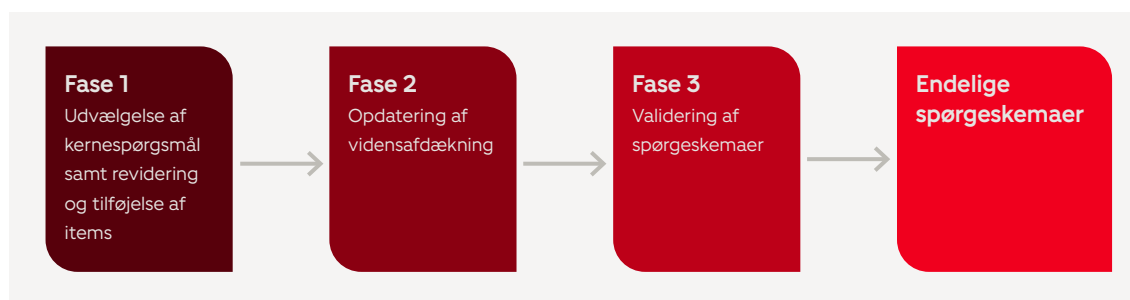 Fase 1
Udvælgelse af
kernespørgsmål
samt revidering
og tilføjelse af
items
Fase 2
Opdatering af
vidensafdækning
Fase 3
Validering af
spørgeskemaer
Endelige
spørgeskemaer